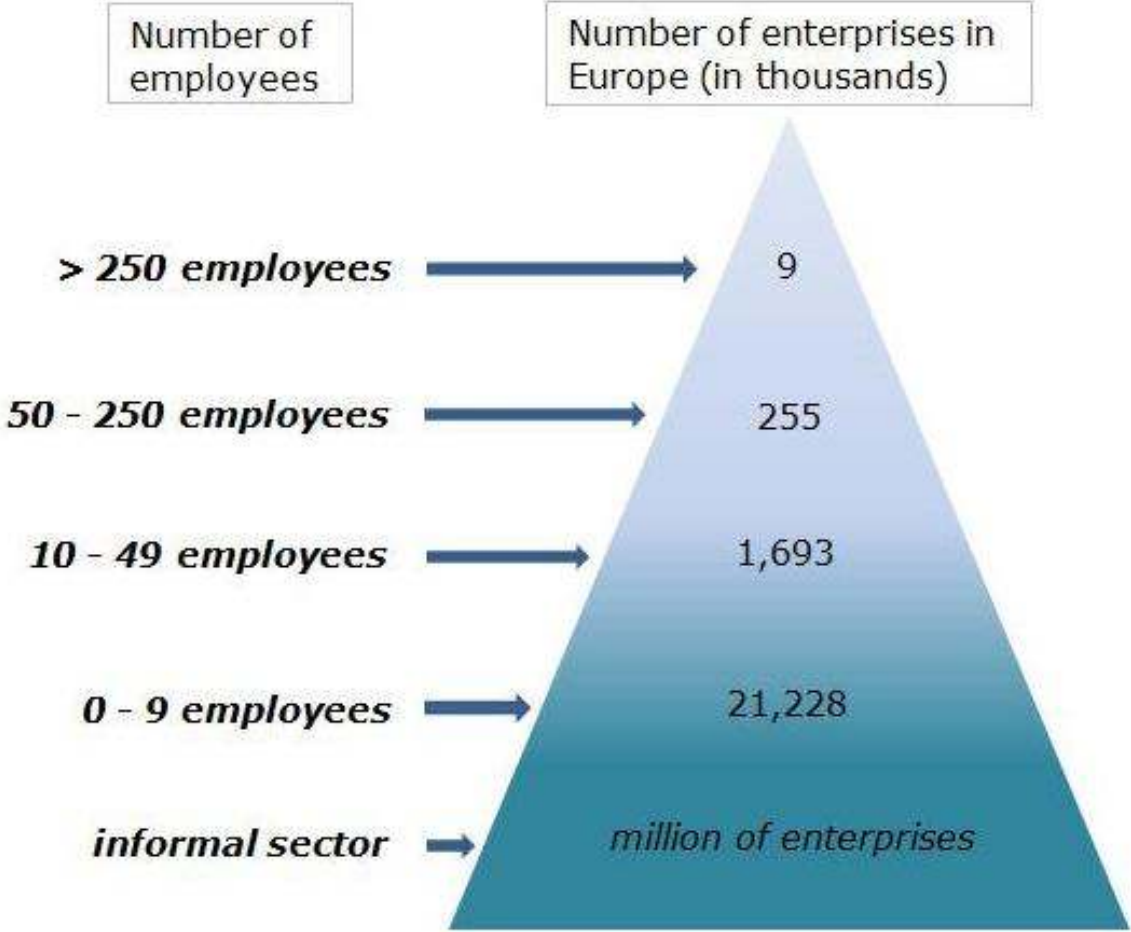 Number of
employees
Number of enterprises in
Europe (in thousands)
> 250 employees
9
50 - 250 employees
255
10 - 49 employees
1,693
0 - 9 employees
21,228
informal sector
million of enterprises